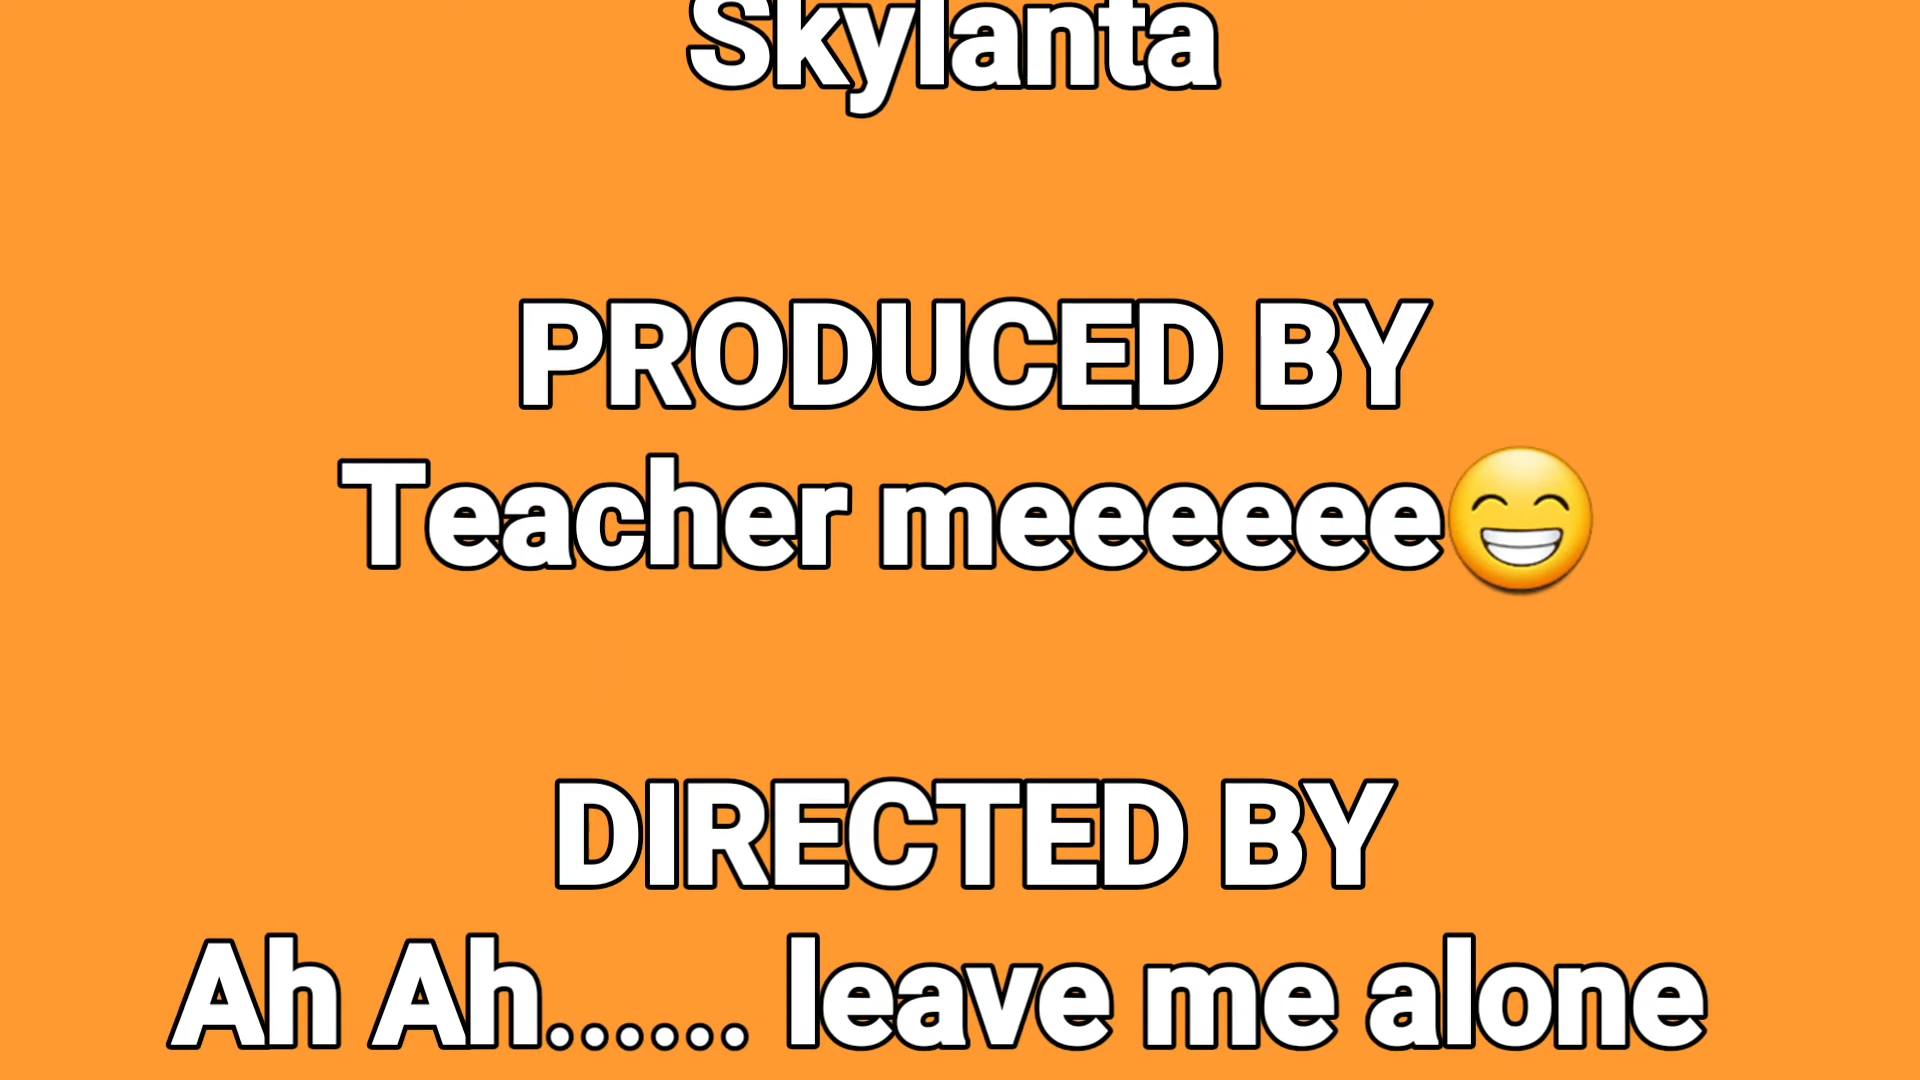 Skylanta
PRODUCED BY
Teacher meeeeee😁
DIRECTED BY
Ah Ah...... leave me alone